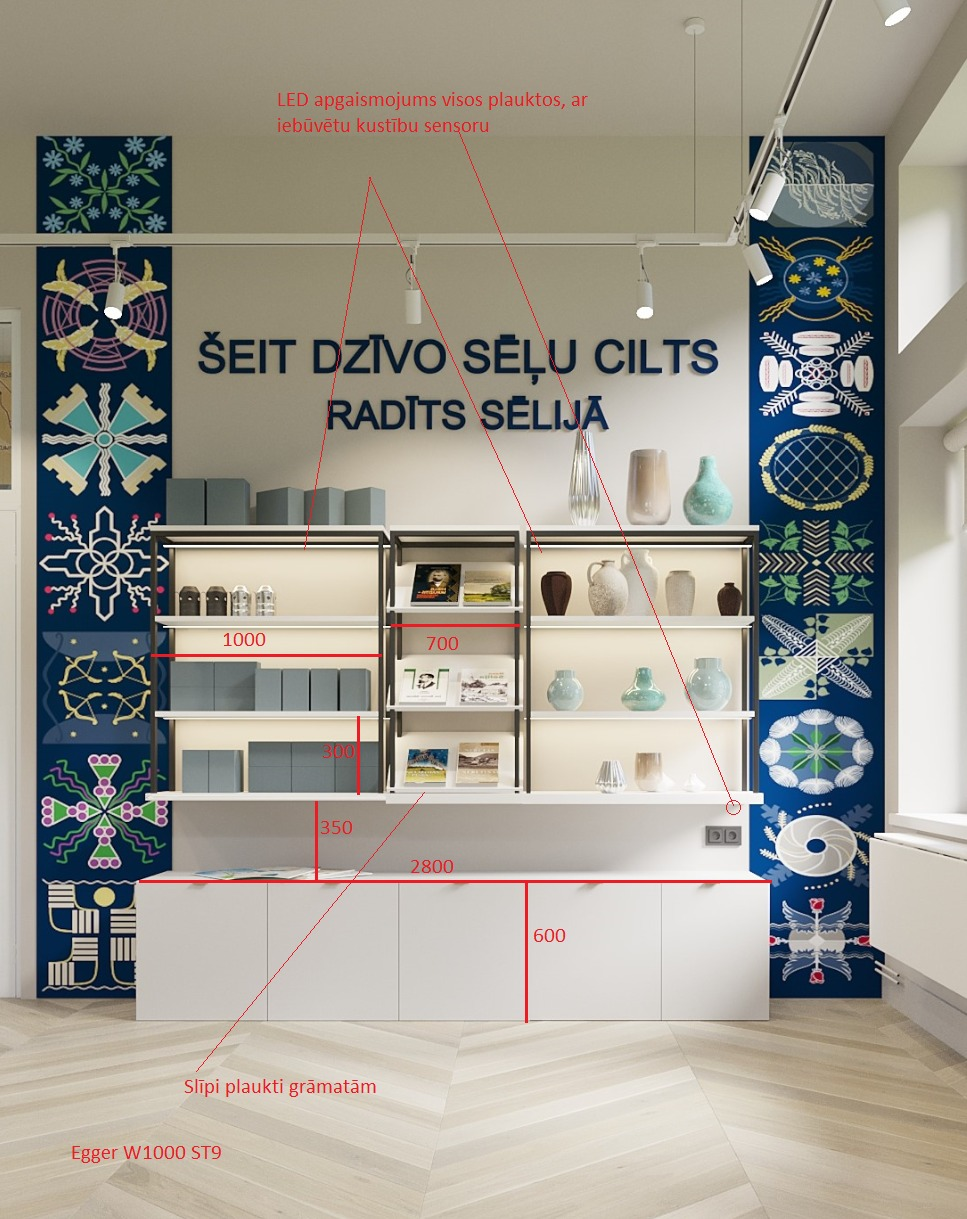 LED apgaismojums visos plauktos, ar
iebūvētu kustību sensoru
ŠEIT DZĪVO SĒĻU CILTS
RADĪTS SĒLIJĀ
1000
700
300
350
2800
600
Slīpi plaukti grāmatām
Egger W1000 ST9